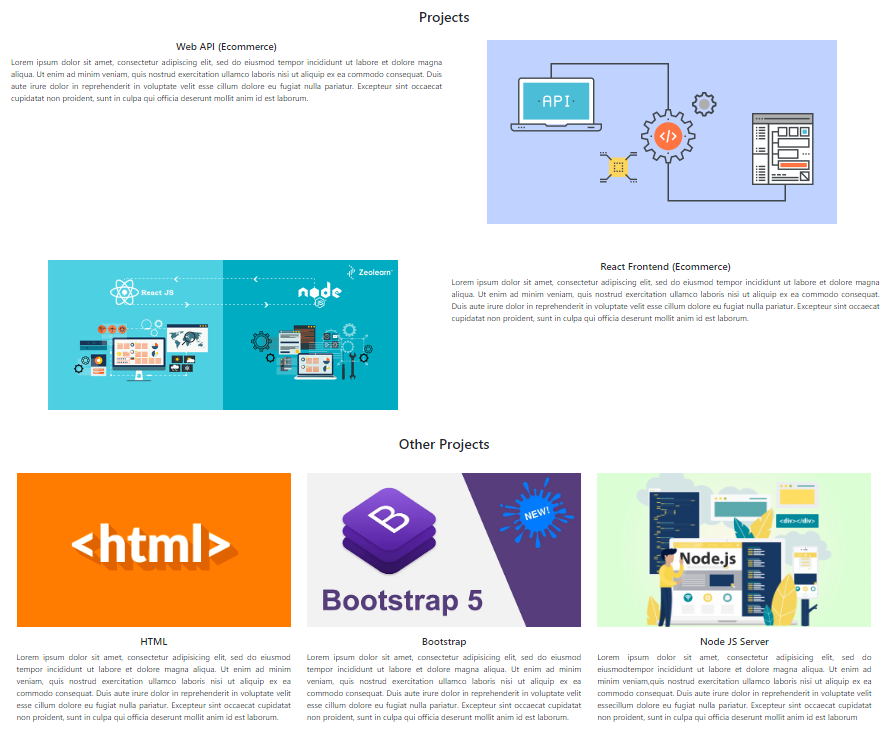 Projects
Web API (Ecommerce)
Lorem ipsum dolor sit amet, consectetur adipiscing elit, sed do eiusmod tempor incididunt ut labore et dolore magna
aliqua. Ut enim ad minim veniam, quis nostrud exercitation ullamco laboris nisi ut aliquip ex ea commodo consequat. Duis
aute irure dolor in reprehenderit in voluptate velit esse cillum dolore eu fugiat nulla pariatur. Excepteur sint occaecat
cupidatat non proident, sunt in culpa qui officia deserunt mollit anim id est laborum.
API
</>
React JS
node
JS
Zeolearn
React Frontend (Ecommerce)
Lorem ipsum dolor sit amet, consectetur adipiscing elit, sed do eiusmod tempor incididunt ut labore et dolore magna
aliqua. Ut enim ad minim veniam, quis nostrud exercitation ullamco laboris nisi ut aliquip ex ea commodo consequat.
Duis aute irure dolor in reprehenderit in voluptate velit esse cillum dolore eu fugiat nulla pariatur. Excepteur sint occaecat
cupidatat non proident, sunt in culpa qui officia deserunt mollit anim id est laborum.
Other Projects
<html>
HTML
Lorem ipsum dolor sit amet, consectetur adipisicing elit, sed do eiusmod
tempor incididunt ut labore et dolore magna aliqua. Ut enim ad minim
veniam, quis nostrud exercitation ullamco laboris nisi ut aliquip ex ea
commodo consequat. Duis aute irure dolor in reprehenderit in voluptate velit
esse cillum dolore eu fugiat nulla pariatur. Excepteur sint occaecat cupidatat
non proident, sunt in culpa qui officia deserunt mollit anim id est laborum.
B
NEW!
Bootstrap 5
Bootstrap
Lorem ipsum dolor sit amet, consectetur adipisicing elit, sed do eiusmod
tempor incididunt ut labore et dolore magna aliqua. Ut enim ad minim
veniam, quis nostrud exercitation ullamco laboris nisi ut aliquip ex ea
commodo consequat. Duis aute irure dolor in reprehenderit in voluptate velit
esse cillum dolore eu fugiat nulla pariatur. Excepteur sint occaecat cupidatat
non proident, sunt in culpa qui officia deserunt mollit anim id est laborum.
<div></div>
Node.js
Node JS Server
Lorem ipsum dolor sit amet, consectetur adipisicing elit, sed do
eiusmodtempor incididunt ut labore et dolore magna aliqua. Ut enim ad
minim veniam,quis nostrud exercitation ullamco laboris nisi ut aliquip ex ea
commodo consequat. Duis aute irure dolor in reprehenderit in voluptate velit
essecillum dolore eu fugiat nulla pariatur. Excepteur sint occaecat cupidatat
non proident, sunt in culpa qui officia deserunt mollit anim id est laborum